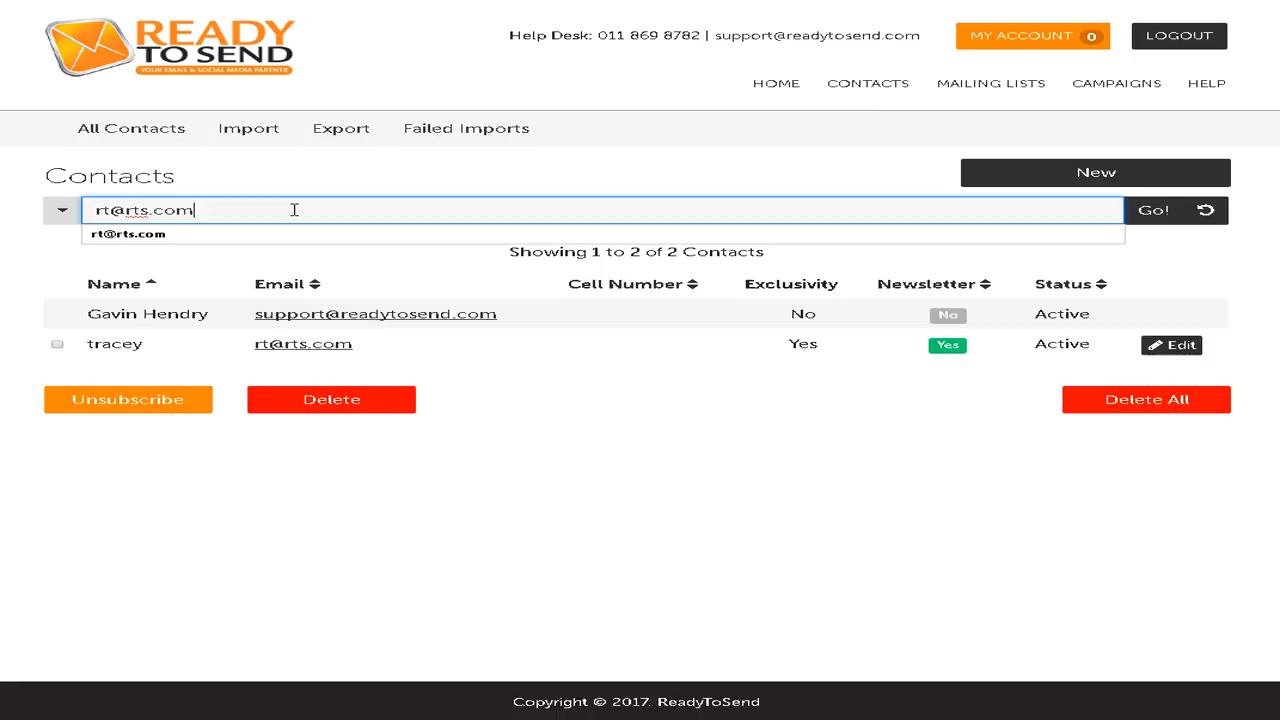 READY
TO SEND
YOUR EMAIL & SOCIAL MEDIA PARTNER
Help Desk: 011 869 8782 | support@readytosend.com
MY ACCOUNT 0
LOGOUT
HOME CONTACTS MAILING LISTS CAMPAIGNS HELP
All Contacts Import Export Failed Imports
Contacts
New
rt@rts.com
Go!
rt@rts.com
Showing 1 to 2 of 2 Contacts
Name Email Cell Number Exclusivity Newsletter Status
Gavin Hendry support@readytosend.com No No Active
tracey rt@rts.com Yes Yes Active Edit
Unsubscribe Delete Delete All
Copyright © 2017. ReadyToSend